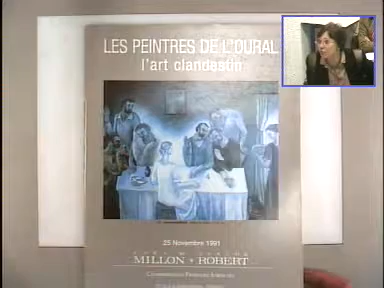 LES PEINTRES DE L'OURAL
l'art clandestin
25 Novembre 1991
MILLON • ROBERT